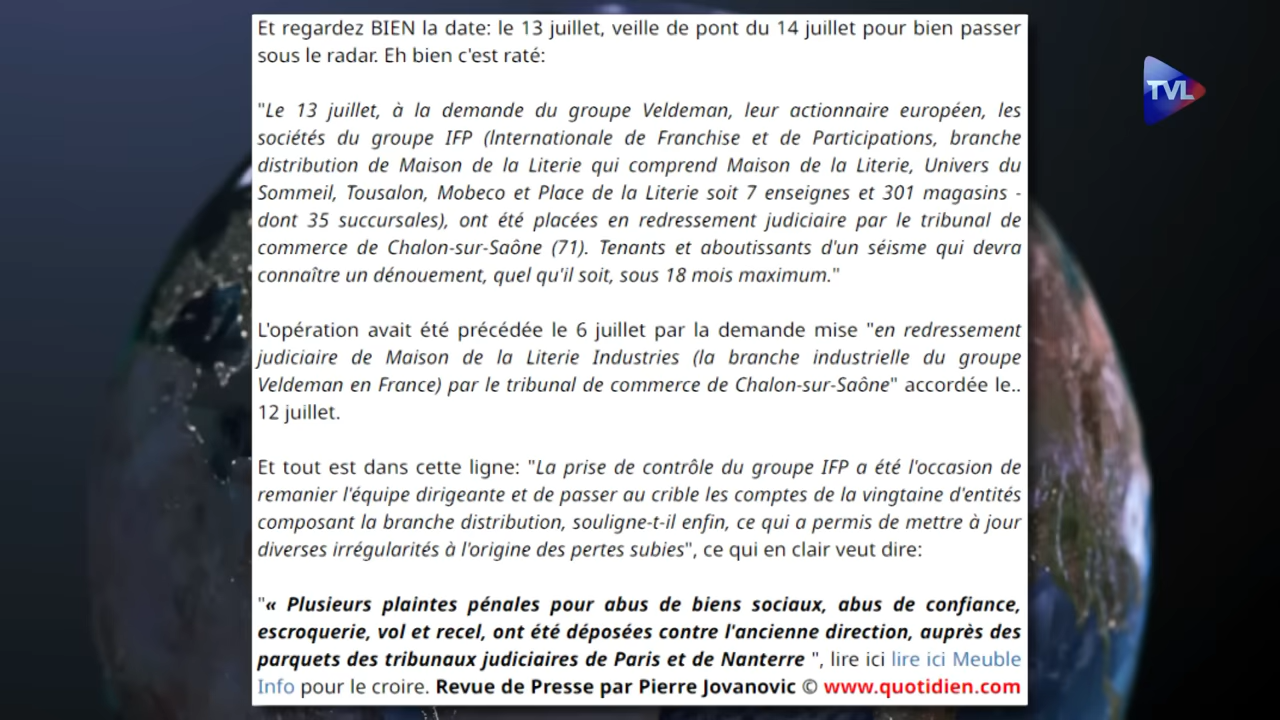 Et regardez BIEN la date: le 13 juillet, veille de pont du 14 juillet pour bien passer
sous le radar. Eh bien c'est raté:
"Le 13 juillet, à la demande du groupe Veldeman, leur actionnaire européen, les
sociétés du groupe IFP (Internationale de Franchise et de Participations, branche
distribution de Maison de la Literie qui comprend Maison de la Literie, Univers du
Sommeil, Tousalon, Mobeco et Place de la Literie soit 7 enseignes et 301 magasins -
dont 35 succursales), ont été placées en redressement judiciaire par le tribunal de
commerce de Chalon-sur-Saône (71). Tenants et aboutissants d'un séisme qui devra
connaître un dénouement, quel qu'il soit, sous 18 mois maximum."
L'opération avait été précédée le 6 juillet par la demande mise "en redressement
judiciaire de Maison de la Literie Industries (la branche industrielle du groupe
Veldeman en France) par le tribunal de commerce de Chalon-sur-Saône" accordée le..
12 juillet.
Et tout est dans cette ligne: "La prise de contrôle du groupe IFP a été l'occasion de
remanier l'équipe dirigeante et de passer au crible les comptes de la vingtaine d'entités
composant la branche distribution, souligne-t-il enfin, ce qui a permis de mettre à jour
diverses irrégularités à l'origine des pertes subies", ce qui en clair veut dire:
"« Plusieurs plaintes pénales pour abus de biens sociaux, abus de confiance,
escroquerie, vol et recel, ont été déposées contre l'ancienne direction, auprès des
parquets des tribunaux judiciaires de Paris et de Nanterre ", lire ici lire ici Meuble
Info pour le croire. Revue de Presse par Pierre Jovanovic © www.quotidien.com
TVL